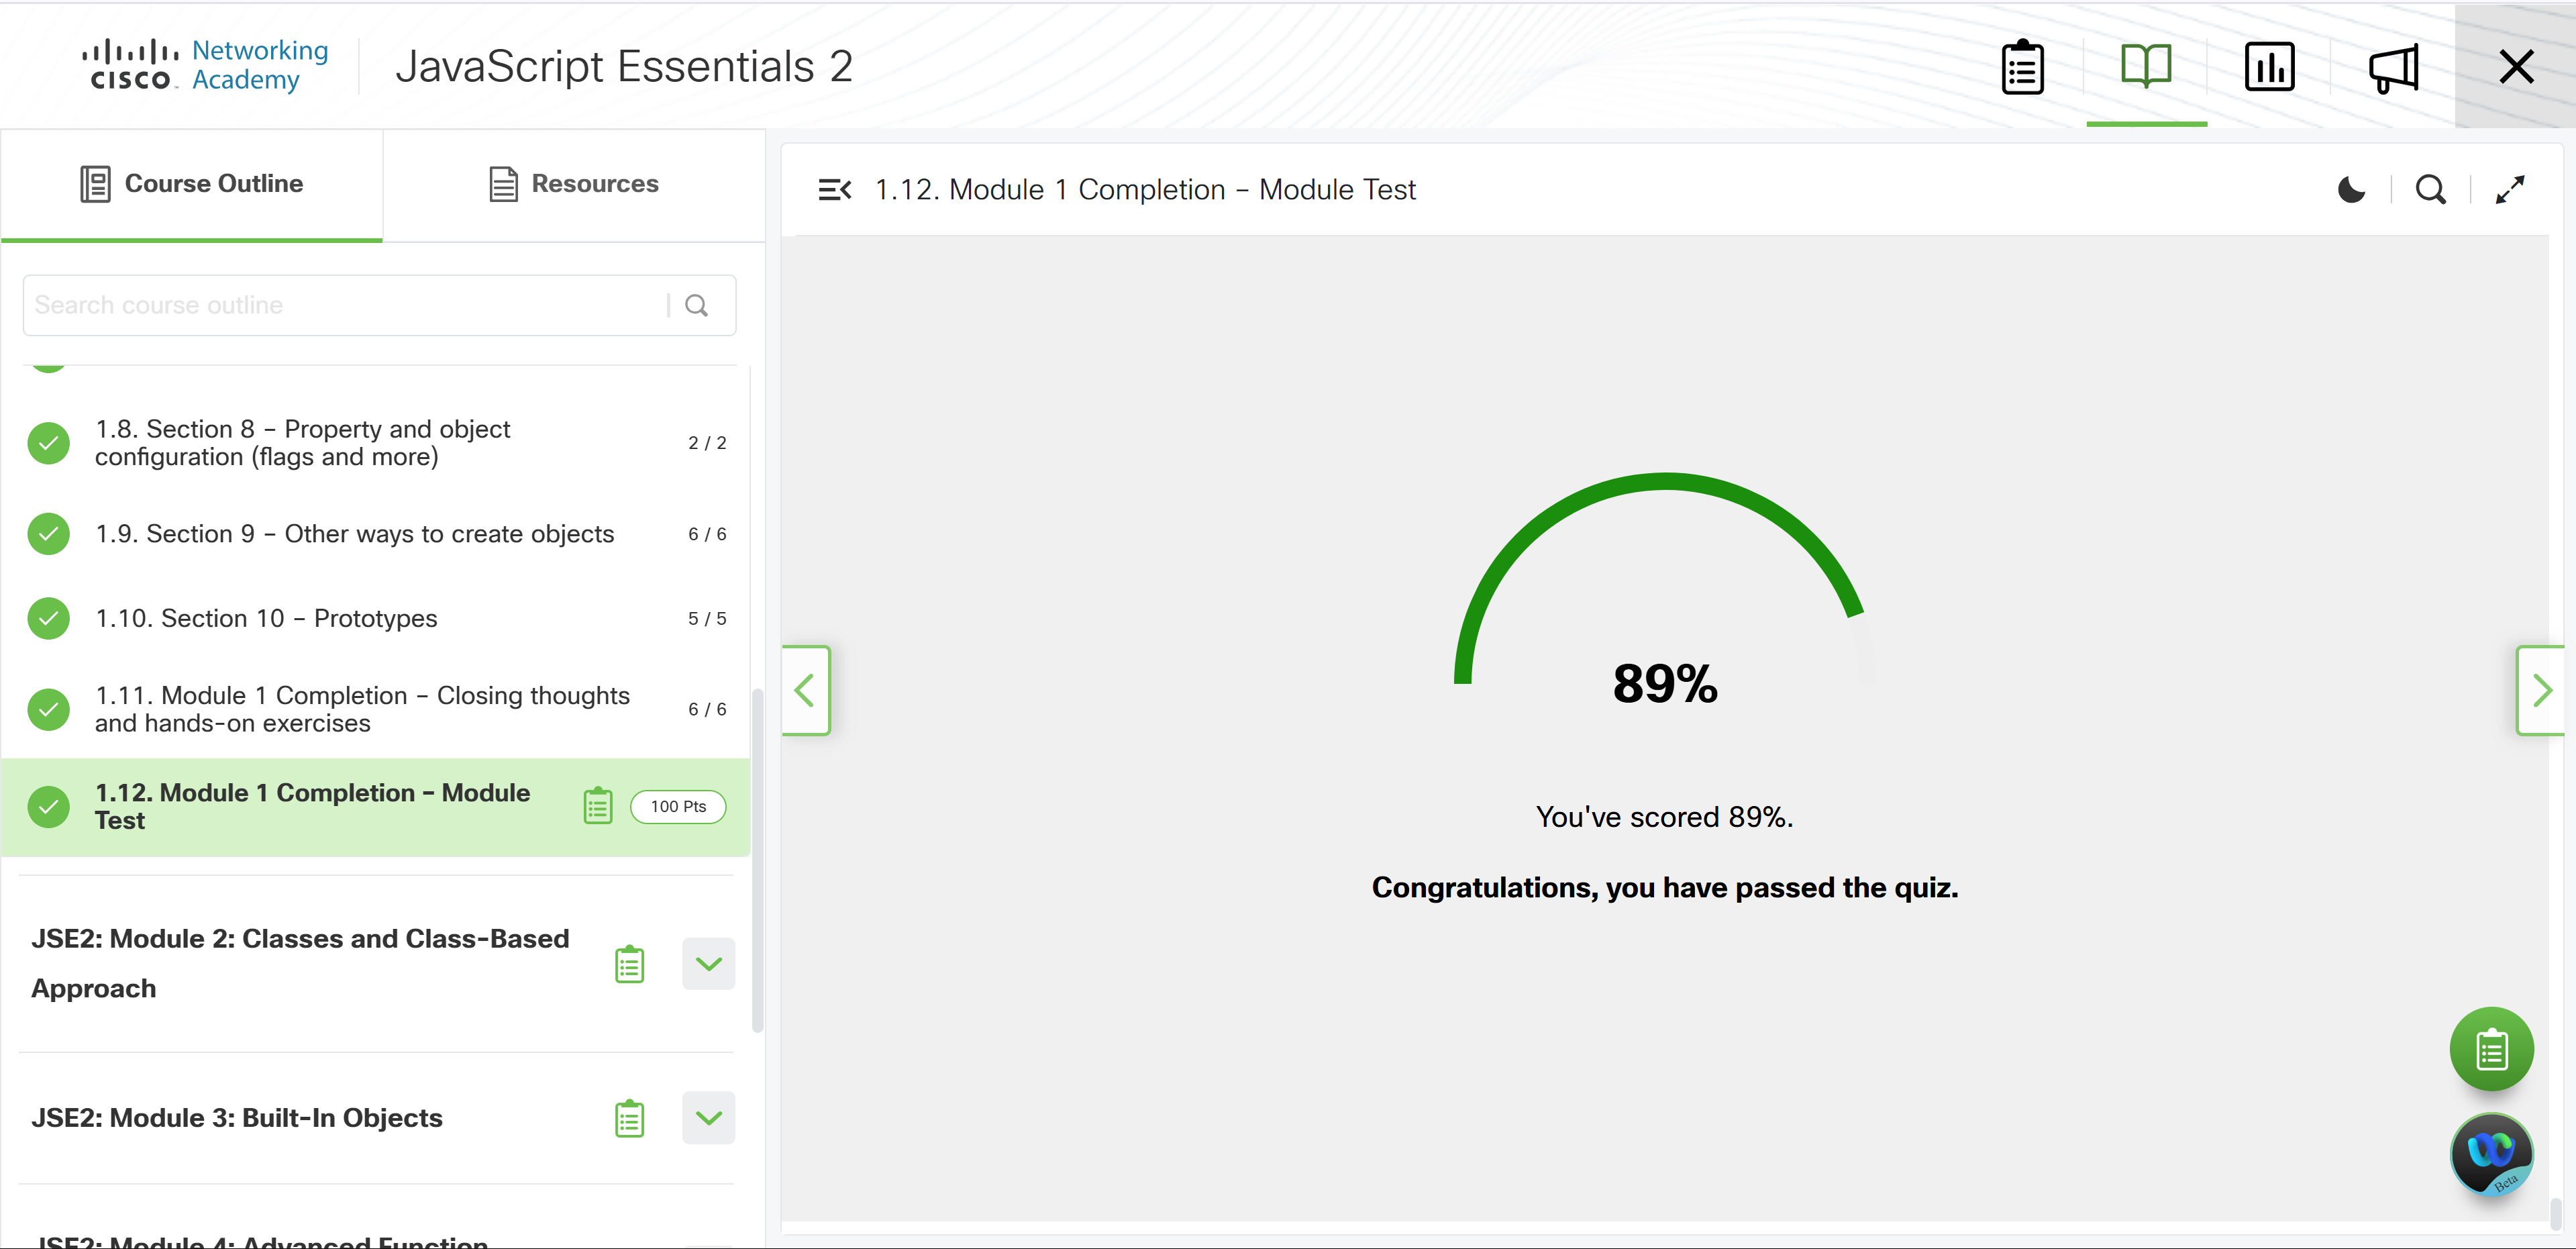 Networking
CISCO Academy
JavaScript Essentials 2
Course Outline
Resources
1.12. Module 1 Completion – Module Test
Search course outline
1.8. Section 8 – Property and object
configuration (flags and more)
2 / 2
1.9. Section 9 – Other ways to create objects
6 / 6
1.10. Section 10 – Prototypes
5 / 5
1.11. Module 1 Completion – Closing thoughts
and hands-on exercises
6 / 6
1.12. Module 1 Completion – Module
Test
100 Pts
JSE2: Module 2: Classes and Class-Based
Approach
JSE2: Module 3: Built-In Objects
JSE2: Module 4: Advanced Function
89%
You've scored 89%.
Congratulations, you have passed the quiz.
Beta